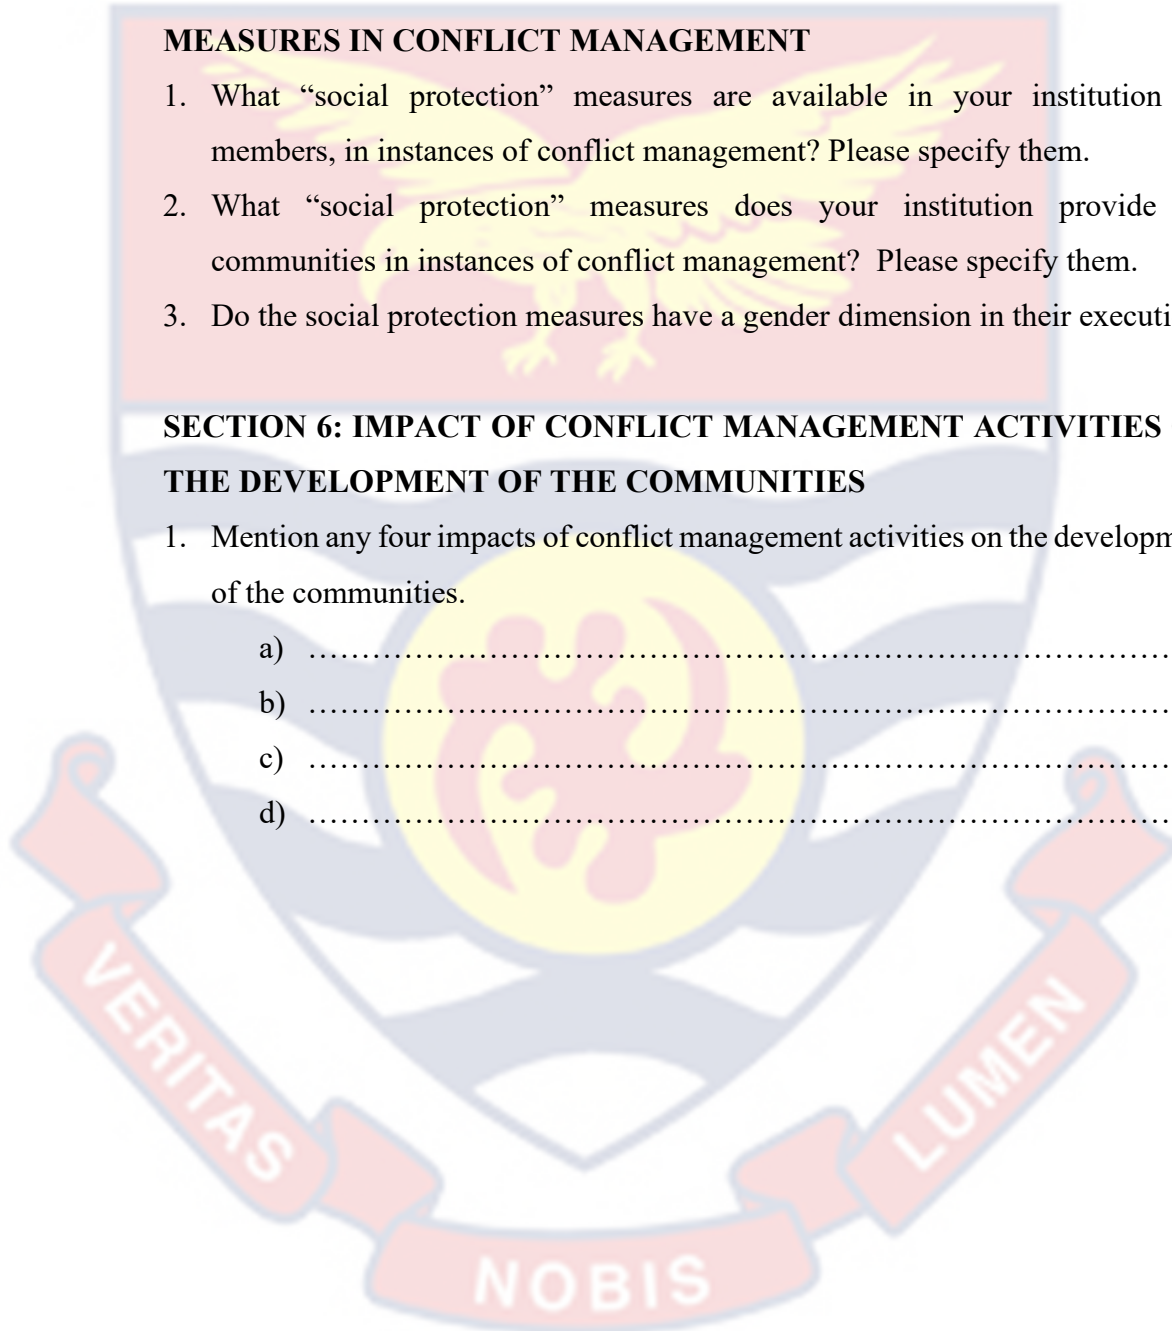 MEASURES IN CONFLICT MANAGEMENT
1. What “social protection” measures are available in your institution
members, in instances of conflict management? Please specify them.
2. What “social protection” measures does your institution provide
communities in instances of conflict management? Please specify them.
3. Do the social protection measures have a gender dimension in their executi
SECTION 6: IMPACT OF CONFLICT MANAGEMENT ACTIVITIES
THE DEVELOPMENT OF THE COMMUNITIES
1. Mention any four impacts of conflict management activities on the developm
of the communities.
a) ……………………………………………………………………………
b) ……………………………………………………………………………
c) ……………………………………………………………………………
d) ……………………………………………………………………………
VERITAS
NOBIS
LUMEN